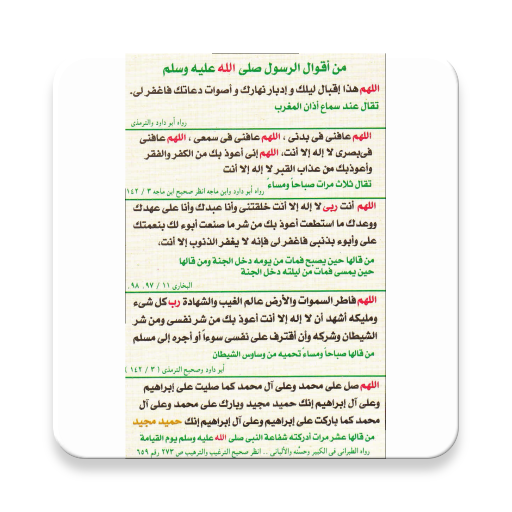 من أقوال الرسول صلى الله عليه وسلم
اللهم هذا إقبال ليلك و إدبار نهارك و أصوات دعاتك فاغفر لى.
تقال عند سماع أذان المغرب
رواه أبو داود والترمذى
اللهم عافنى فى بدنى ، اللهم عافنى فى سمعى ، اللهم عافنى
فى بصرى لا إله إلا أنت، اللهم إنى أعوذ بك من الكفر والفقر
وأعوذبك من عذاب القبر لا إله إلا أنت
تقال ثلاث مرات صباحاً ومساءً
رواه أبو داود وابن ماجه انظر صحيح ابن ماجه ٣ / ١٤٢
اللهم أنت ربى لا إله إلا أنت خلقتنى وأنا عبدك وأنا على عهدك
ووعدك ما استطعت أعوذ بك من شر ما صنعت أبوء لك بنعمتك
على وأبوء بذنبى فاغفر لى فإنه لا يغفر الذنوب إلا أنت،
من قالها حين يصبح فمات من يومه دخل الجنة ومن قالها
حين يمسى فمات من ليلته دخل الجنة
البخارى ١١ / ٩٧ . ٩٨
اللهم فاطر السموات والأرض عالم الغيب والشهادة رب كل شىء
ومليكه أشهد أن لا إله إلا أنت أعوذ بك من شر نفسى ومن شر
الشيطان وشركه وأن أقترف على نفسى سوءاً أو أجره إلى مسلم
من قالها صباحاً ومساءً تحميه من وساوس الشيطان
أبو داود وصحيح الترمذى ( ٣ / ١٤٢ )
اللهم صل على محمد وعلى آل محمد كما صليت على إبراهيم
وعلى آل إبراهيم إنك حميد مجيد وبارك على محمد وعلى آل
محمد كما باركت على إبراهيم وعلى آل إبراهيم إنك حميد مجيد
من قالها عشر مرات أدركته شفاعة النبى صلى الله عليه وسلم يوم القيامة
رواه الطبرانى فى الكبير وحسّنه والألبانى .. انظر صحيح الترغيب والترهيب ص ٢٧٣ رقم ٦٥٩